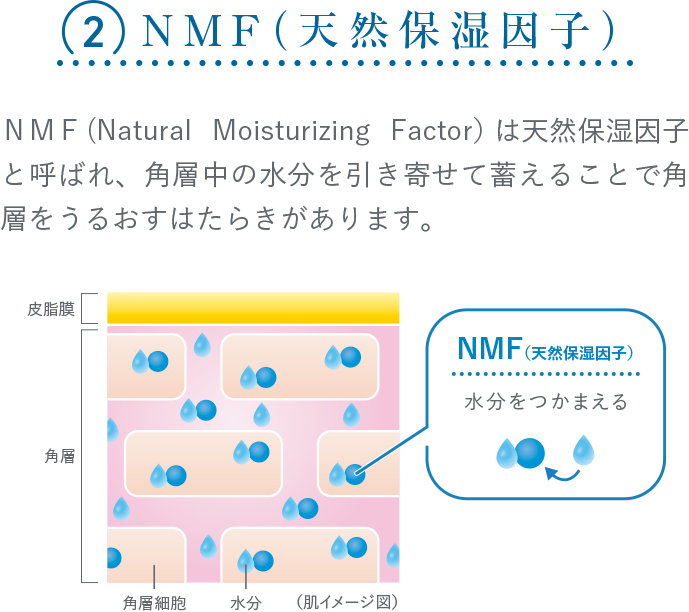 ② NMF(天然保湿因子)
NMF(Natural Moisturizing Factor)は天然保湿因子
と呼ばれ、角層中の水分を引き寄せて蓄えることで角
層をうるおすはたらきがあります。
皮脂膜
角層
NMF(天然保湿因子)
水分をつかまえる
角層細胞
水分
(肌イメージ図)